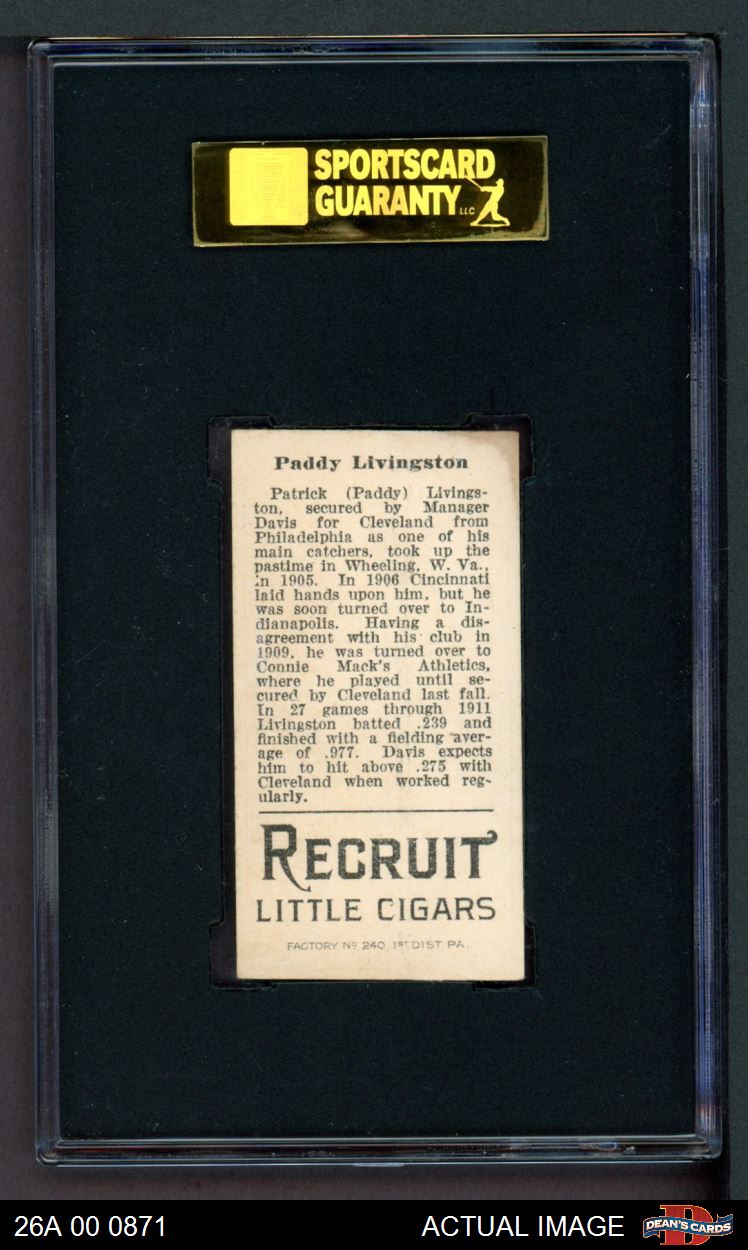 SPORTSCARD
GUARANTY LLC
Paddy Livingston
Patrick (Paddy) Livings-
ton, secured by Manager
Davis for Cleveland from
Philadelphia as one of his
main catchers, took up the
pastime in Wheeling, W. Va.,
in 1905. In 1906 Cincinnati
laid hands upon him, but he
was soon turned over to In-
dianapolis. Having a dis-
agreement with his club in
1909, he was turned over to
Connie Mack's Athletics,
where he played until se-
cured by Cleveland last fall.
In 27 games through 1911
Livingston batted .239 and
finished with a fielding aver-
age of .977. Davis expects
him to hit above .275 with
Cleveland when worked reg-
ularly.
RECRUIT
LITTLE CIGARS
FACTORY Nº 240, 1ST DIST PA.
26A 00 0871 ACTUAL IMAGE DEAN'S CARDS